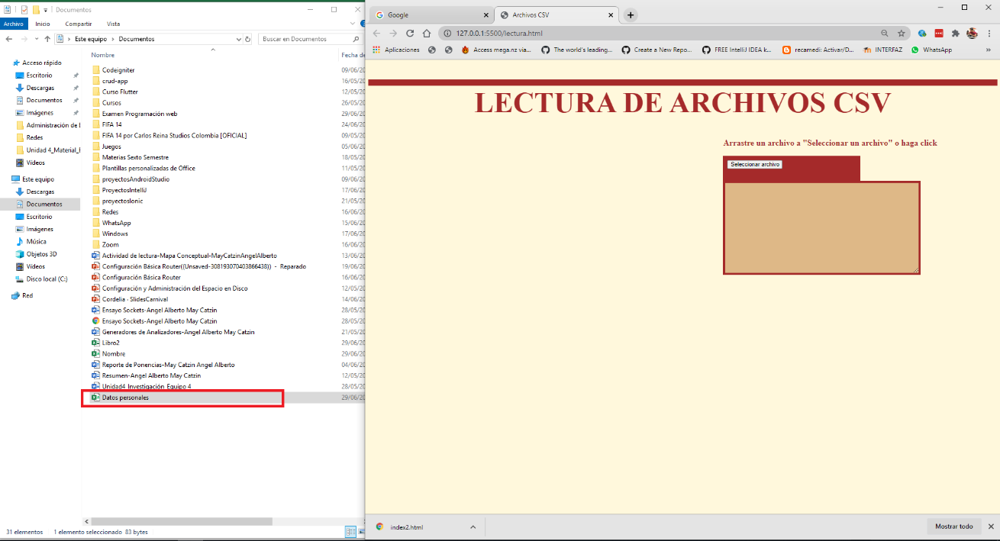 Documentos
Archivo Inicio Compartir Vista
Este equipo Documentos
Buscar en Documentos
Nombre
Fecha de
Acceso rápido
Escritorio
Descargas
Documentos
Imágenes
Administración de
Redes
Unidad 4_Material_
Vídeos
Este equipo
Descargas
Documentos
Escritorio
Imágenes
Música
Objetos 3D
Vídeos
Disco local (C:)
Red
Codeigniter 09/06/20
crud-app 16/05/20
Curso Flutter 12/05/20
Cursos 26/05/20
Examen Programación web 29/06/20
FIFA 14 24/06/20
FIFA 14 por Carlos Reina Studios Colombia [OFICIAL] 09/05/20
Juegos 05/06/20
Materias Sexto Semestre 18/05/20
Plantillas personalizadas de Office 11/05/20
proyectosAndroidStudio 09/06/20
ProyectosIntelliJ 17/06/20
proyectosIonic 21/05/20
Redes 16/06/20
WhatsApp 15/06/20
Windows 17/06/20
Zoom 16/06/20
Actividad de lectura-Mapa Conceptual-MayCatzinAngelAlberto 13/06/20
Configuración Básica Router((Unsaved-308193070403866438)) - Reparado 19/06/20
Configuración Básica Router 16/06/20
Configuración y Administración del Espacio en Disco 12/05/20
Cordelia · SlidesCarnival 14/06/20
Ensayo Sockets-Angel Alberto May Catzin 28/05/20
Ensayo Sockets-Angel Alberto May Catzin 28/05/20
Generadores de Analizadores-Angel Alberto May Catzin 21/05/20
Libro2 29/06/20
Nombre 29/06/20
Reporte de Ponencias-May Catzin Angel Alberto 04/06/20
Resumen-Angel Alberto May Catzin 12/05/20
Unidad4_Investigación_Equipo 4 28/05/20
Datos personales 29/06/20
31 elementos 1 elemento seleccionado 83 bytes
Google
Archivos CSV
127.0.0.1:5500/lectura.html
Aplicaciones
Access mega.nz via...
The world's leading...
Create a New Repo...
FREE IntelliJ IDEA k...
recamedii: Activar/D...
INTERFAZ
WhatsApp
LECTURA DE ARCHIVOS CSV
Arrastre un archivo a "Seleccionar un archivo" o haga click
Seleccionar archivo
index2.html
Mostrar todo